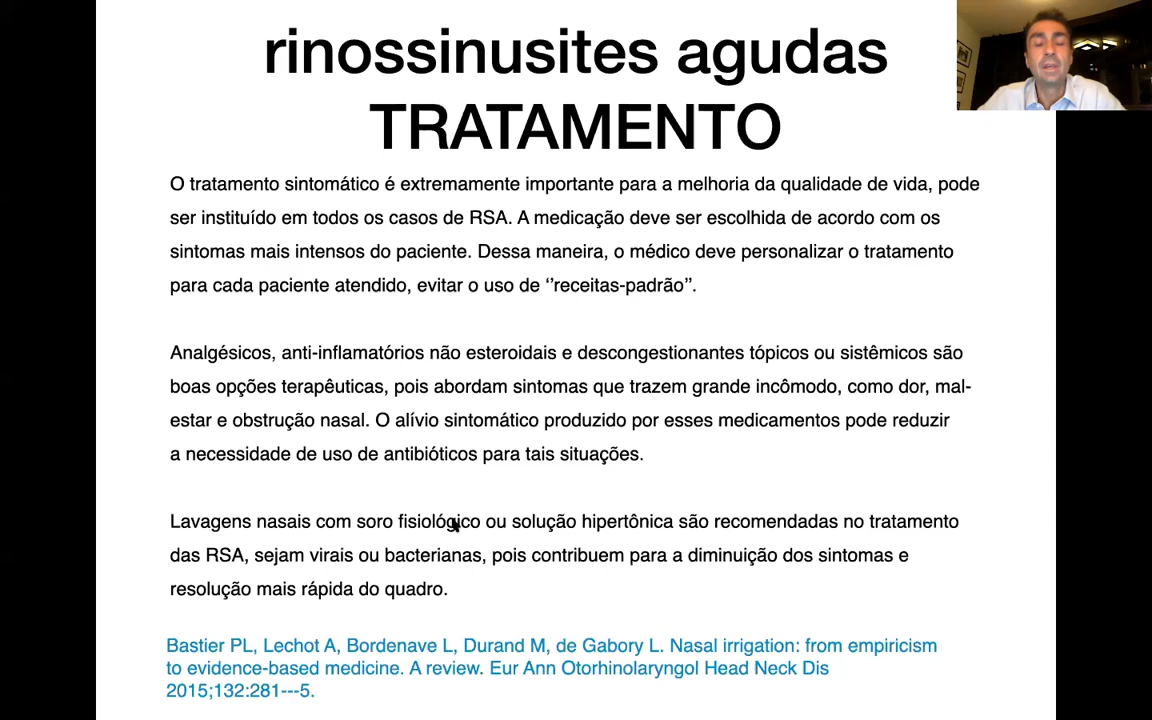 rinossinusites agudas
TRATAMENTO
O tratamento sintomático é extremamente importante para a melhoria da qualidade de vida, pode
ser instituído em todos os casos de RSA. A medicação deve ser escolhida de acordo com os
sintomas mais intensos do paciente. Dessa maneira, o médico deve personalizar o tratamento
para cada paciente atendido, evitar o uso de ‘’receitas-padrão’’.
Analgésicos, anti-inflamatórios não esteroidais e descongestionantes tópicos ou sistêmicos são
boas opções terapêuticas, pois abordam sintomas que trazem grande incômodo, como dor, mal-
estar e obstrução nasal. O alívio sintomático produzido por esses medicamentos pode reduzir
a necessidade de uso de antibióticos para tais situações.
Lavagens nasais com soro fisiológico ou solução hipertônica são recomendadas no tratamento
das RSA, sejam virais ou bacterianas, pois contribuem para a diminuição dos sintomas e
resolução mais rápida do quadro.
Bastier PL, Lechot A, Bordenave L, Durand M, de Gabory L. Nasal irrigation: from empiricism
to evidence-based medicine. A review. Eur Ann Otorhinolaryngol Head Neck Dis
2015;132:281---5.